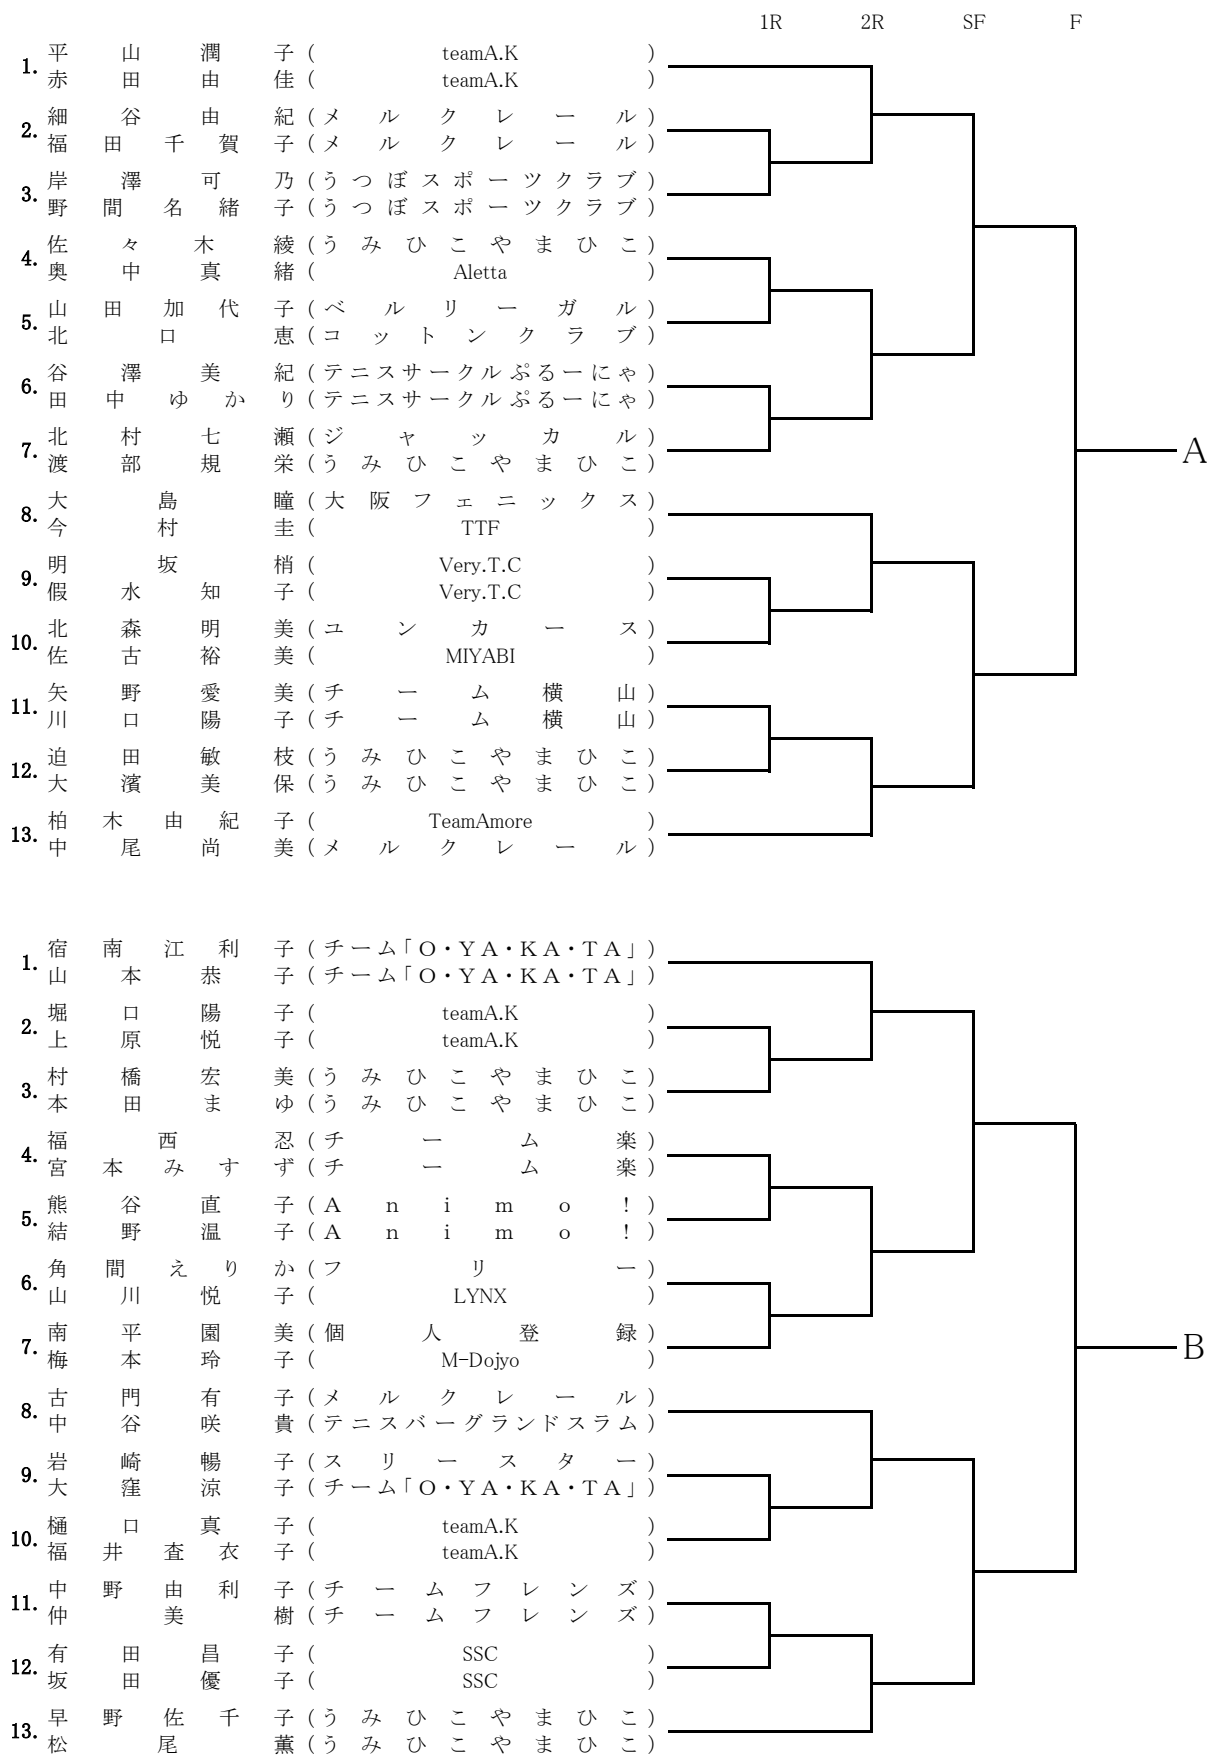 1R 2R SF F
1. 平山潤子(teamA.K)
赤田由佳(teamA.K)
2. 細谷由紀(メルクレール)
福田千賀子(メルクレール)
3. 岸澤可乃(うつぼスポーツクラブ)
野間名緒子(うつぼスポーツクラブ)
4. 佐々木綾(うみひこやまひこ)
奥中真緒(Aletta)
5. 山田加代子(ベルリーガル)
北口恵(コットンクラブ)
6. 谷澤美紀(テニスサークルぷるーにゃ)
田中ゆかり(テニスサークルぷるーにゃ)
7. 北村七瀬(ジャッカル)
渡部規栄(うみひこやまひこ)
A
8. 大島瞳(大阪フェニックス)
今村圭(TTF)
9. 明坂梢(Very.T.C)
假水知子(Very.T.C)
10. 北森明美(ユンカース)
佐古裕美(MIYABI)
11. 矢野愛美(チーム横山)
川口陽子(チーム横山)
12. 迫田敏枝(うみひこやまひこ)
大濱美保(うみひこやまひこ)
13. 柏木由紀子(TeamAmore)
中尾尚美(メルクレール)
1. 宿南江利子(チーム「O・YA・KA・TA」)
山本恭子(チーム「O・YA・KA・TA」)
2. 堀口陽子(teamA.K)
上原悦子(teamA.K)
3. 村橋宏美(うみひこやまひこ)
本田まゆ(うみひこやまひこ)
4. 福西忍(チーム楽)
宮本みすず(チーム楽)
5. 熊谷直子(Animo!)
結野温子(Animo!)
6. 角間えりか(フリー)
山川悦子(LYNX)
7. 南平園美(個人登録)
梅本玲子(M-Dojyo)
B
8. 古門有子(メルクレール)
中谷咲貴(テニスバーグランドスラム)
9. 岩崎暢子(スリースター)
大窪涼子(チーム「O・YA・KA・TA」)
10. 樋口真子(teamA.K)
福井査衣子(teamA.K)
11. 中野由利子(チームフレンズ)
仲美樹(チームフレンズ)
12. 有田昌子(SSC)
坂田優子(SSC)
13. 早野佐千子(うみひこやまひこ)
松尾薫(うみひこやまひこ)